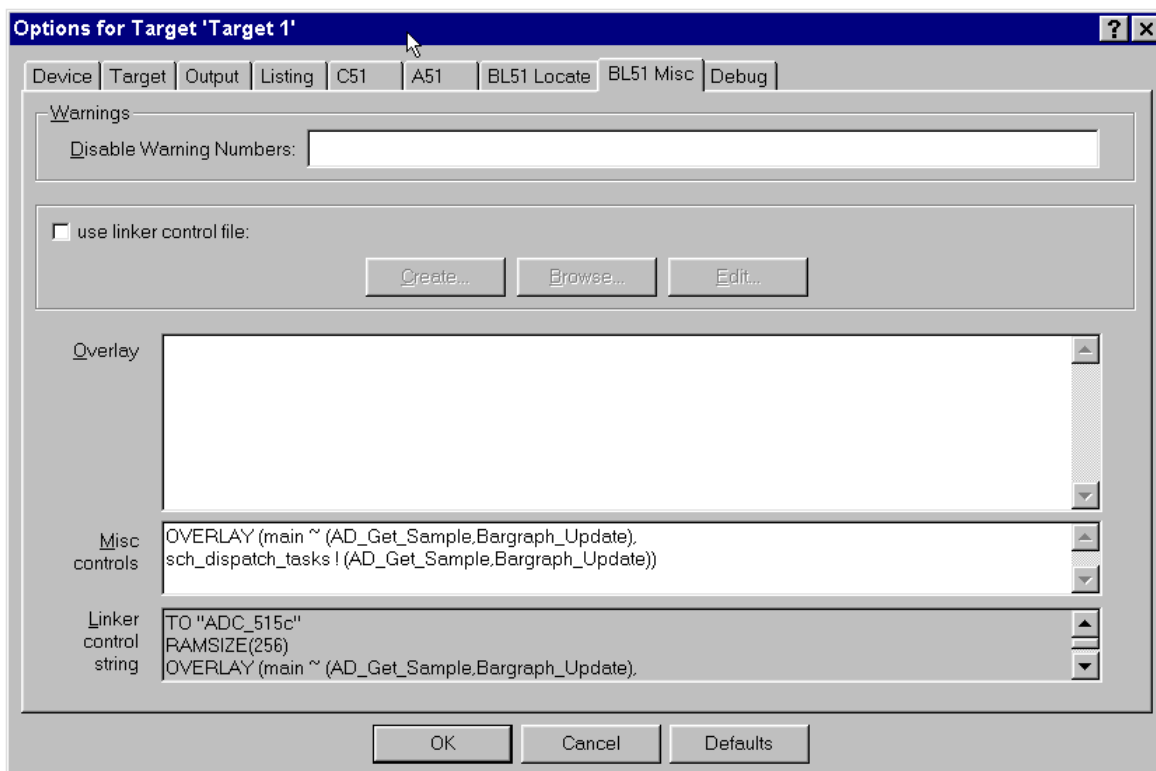 Options for Target 'Target 1'
? ×
Device Target Output Listing C51 A51 BL51 Locate BL51 Misc Debug
Warnings
Disable Warning Numbers:
use linker control file:
Create... Browse... Edit...
Overlay
Misc controls
OVERLAY (main ~ (AD_Get_Sample,Bargraph_Update),
sch_dispatch_tasks ! (AD_Get_Sample,Bargraph_Update))
Linker control string
TO "ADC_515c"
RAMSIZE(256)
OVERLAY (main ~ (AD_Get_Sample,Bargraph_Update),
OK Cancel Defaults